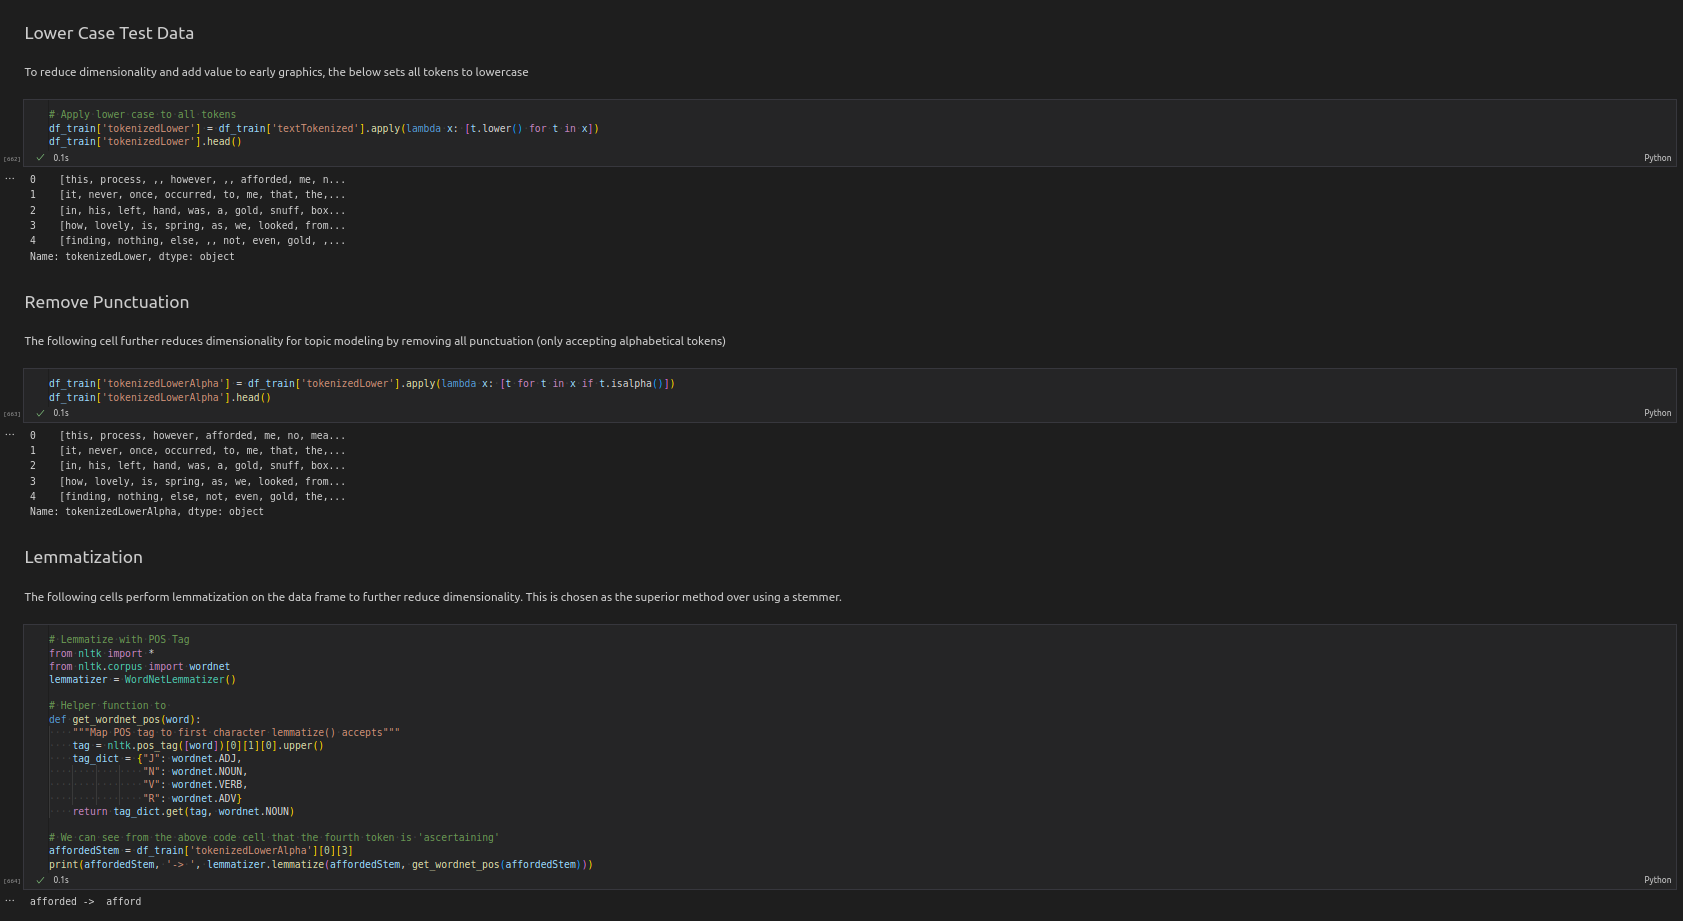 Lower Case Test Data
To reduce dimensionality and add value to early graphics, the below sets all tokens to lowercase
# Apply lower case to all tokens
df_train['tokenizedLower'] = df_train['textTokenized'].apply(lambda x: [t.lower() for t in x])
df_train['tokenizedLower'].head()
[662] ✓ 0.1s Python
... 0    [this, process, ,, however, ,, afforded, me, n...
1    [it, never, once, occurred, to, me, that, the,...
2    [in, his, left, hand, was, a, gold, snuff, box...
3    [how, lovely, is, spring, as, we, looked, from...
4    [finding, nothing, else, ,, not, even, gold, ,...
Name: tokenizedLower, dtype: object
Remove Punctuation
The following cell further reduces dimensionality for topic modeling by removing all punctuation (only accepting alphabetical tokens)
df_train['tokenizedLowerAlpha'] = df_train['tokenizedLower'].apply(lambda x: [t for t in x if t.isalpha()])
df_train['tokenizedLowerAlpha'].head()
[663] ✓ 0.1s Python
... 0    [this, process, however, afforded, me, no, mea...
1    [it, never, once, occurred, to, me, that, the,...
2    [in, his, left, hand, was, a, gold, snuff, box...
3    [how, lovely, is, spring, as, we, looked, from...
4    [finding, nothing, else, not, even, gold, the,...
Name: tokenizedLowerAlpha, dtype: object
Lemmatization
The following cells perform lemmatization on the data frame to further reduce dimensionality. This is chosen as the superior method over using a stemmer.
# Lemmatize with POS Tag
from nltk import *
from nltk.corpus import wordnet
lemmatizer = WordNetLemmatizer()
# Helper function to
def get_wordnet_pos(word):
    """Map POS tag to first character lemmatize() accepts"""
    tag = nltk.pos_tag([word])[0][1][0].upper()
    tag_dict = {"J": wordnet.ADJ,
                "N": wordnet.NOUN,
                "V": wordnet.VERB,
                "R": wordnet.ADV}
    return tag_dict.get(tag, wordnet.NOUN)
# We can see from the above code cell that the fourth token is 'ascertaining'
affordedStem = df_train['tokenizedLowerAlpha'][0][3]
print(affordedStem, '-> ', lemmatizer.lemmatize(affordedStem, get_wordnet_pos(affordedStem)))
[664] ✓ 0.1s Python
... afforded ->  afford